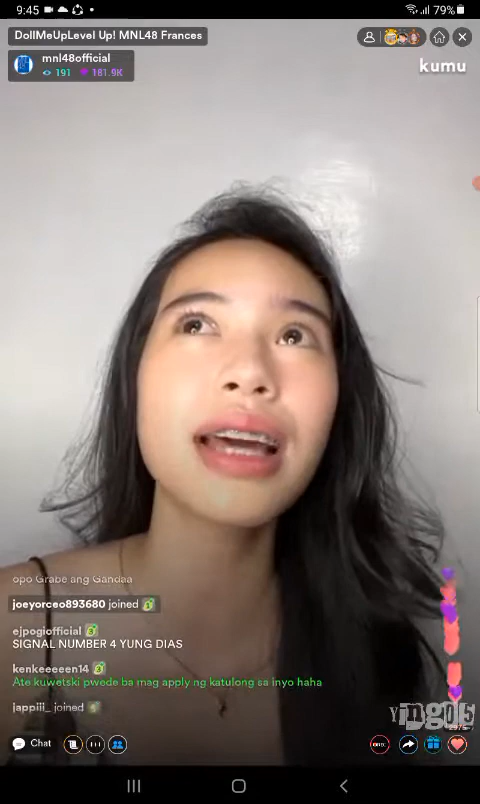 9:45
79%
DollMeUpLevel Up! MNL48 Frances
mnl48official
191 181.9K
kumu
opo Grabe ang Gandaa
joeyorceo893680 joined
ejpogiofficial
SIGNAL NUMBER 4 YUNG DIAS
kenkeeeeen14
Ate kuwetski pwede ba mag apply ng katulong sa inyo haha
jappiii_ joined
Chat